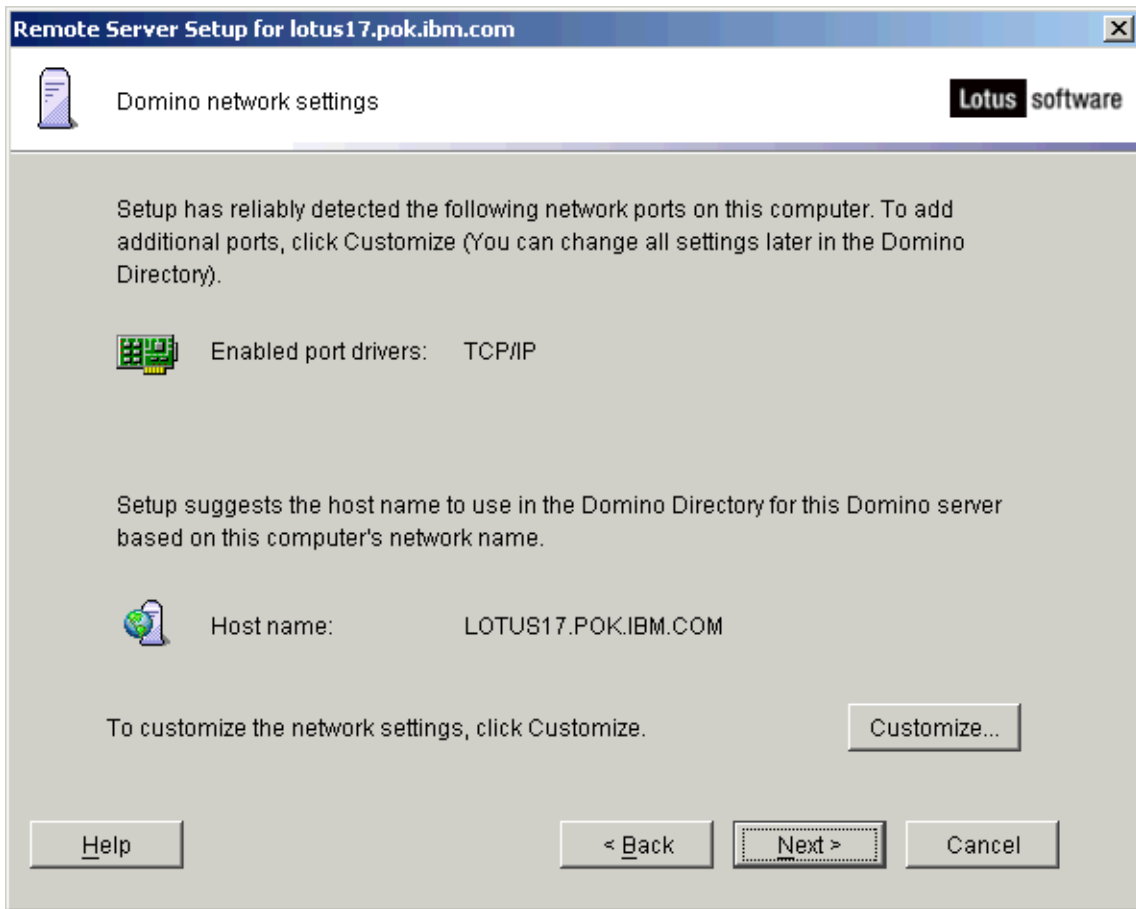 Remote Server Setup for lotus17.pok.ibm.com
Domino network settings
Lotus software
Setup has reliably detected the following network ports on this computer. To add
additional ports, click Customize (You can change all settings later in the Domino
Directory).
Enabled port drivers: TCP/IP
Setup suggests the host name to use in the Domino Directory for this Domino server
based on this computer's network name.
Host name: LOTUS17.POK.IBM.COM
To customize the network settings, click Customize. Customize...
Help < Back Next > Cancel